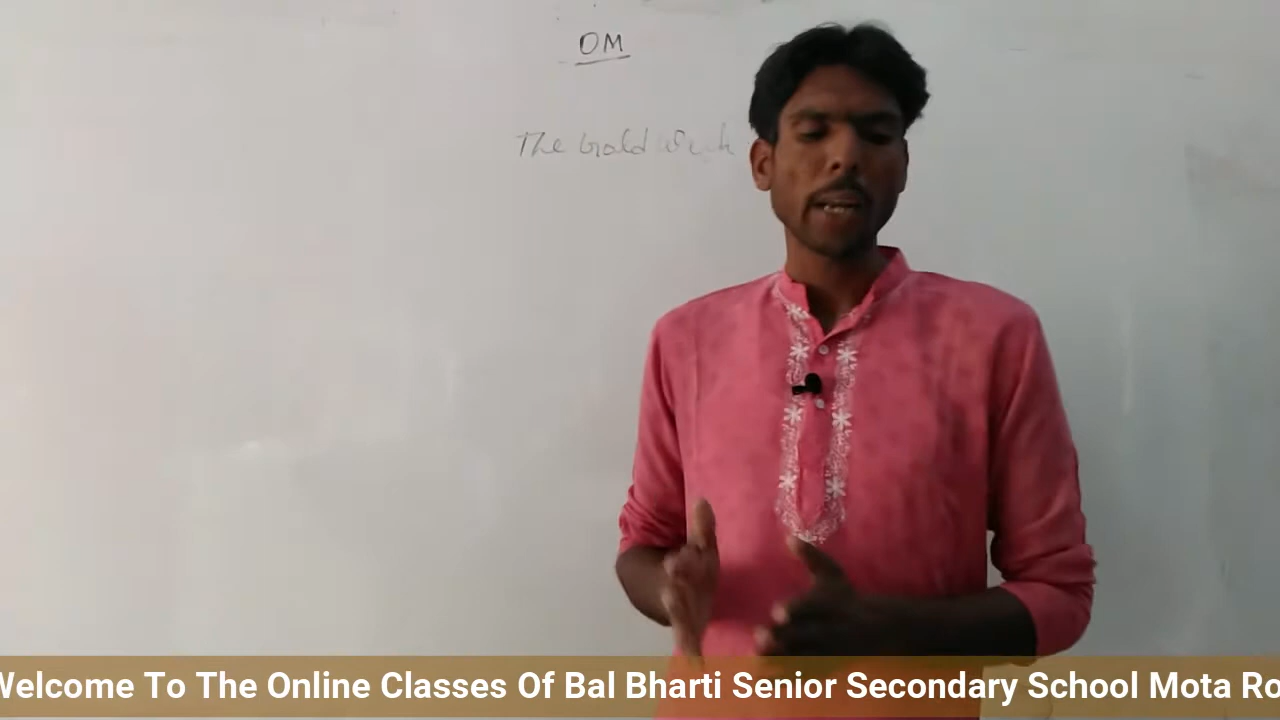 OM
The Gold
Welcome To The Online Classes Of Bal Bharti Senior Secondary School Mota Ro